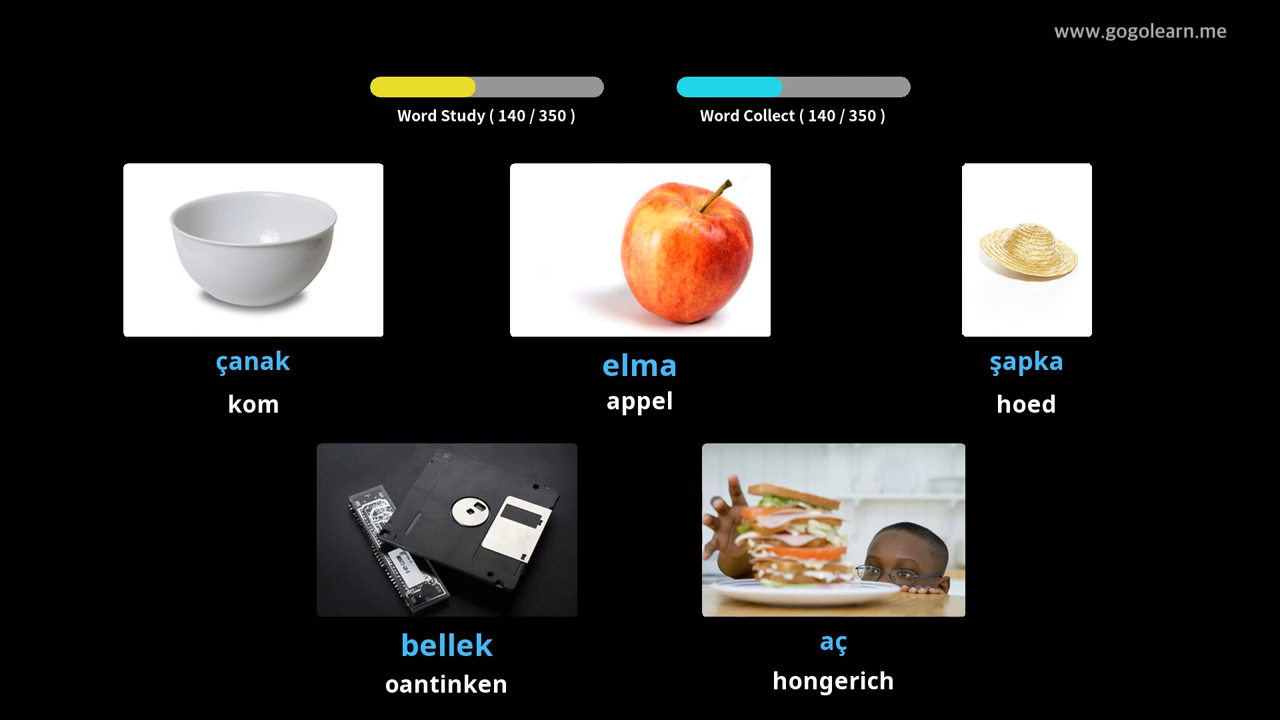 www.gogolearn.me
Word Study ( 140 / 350 )
Word Collect ( 140 / 350 )
çanak
kom
elma
appel
şapka
hoed
bellek
oantinken
aç
hongerich